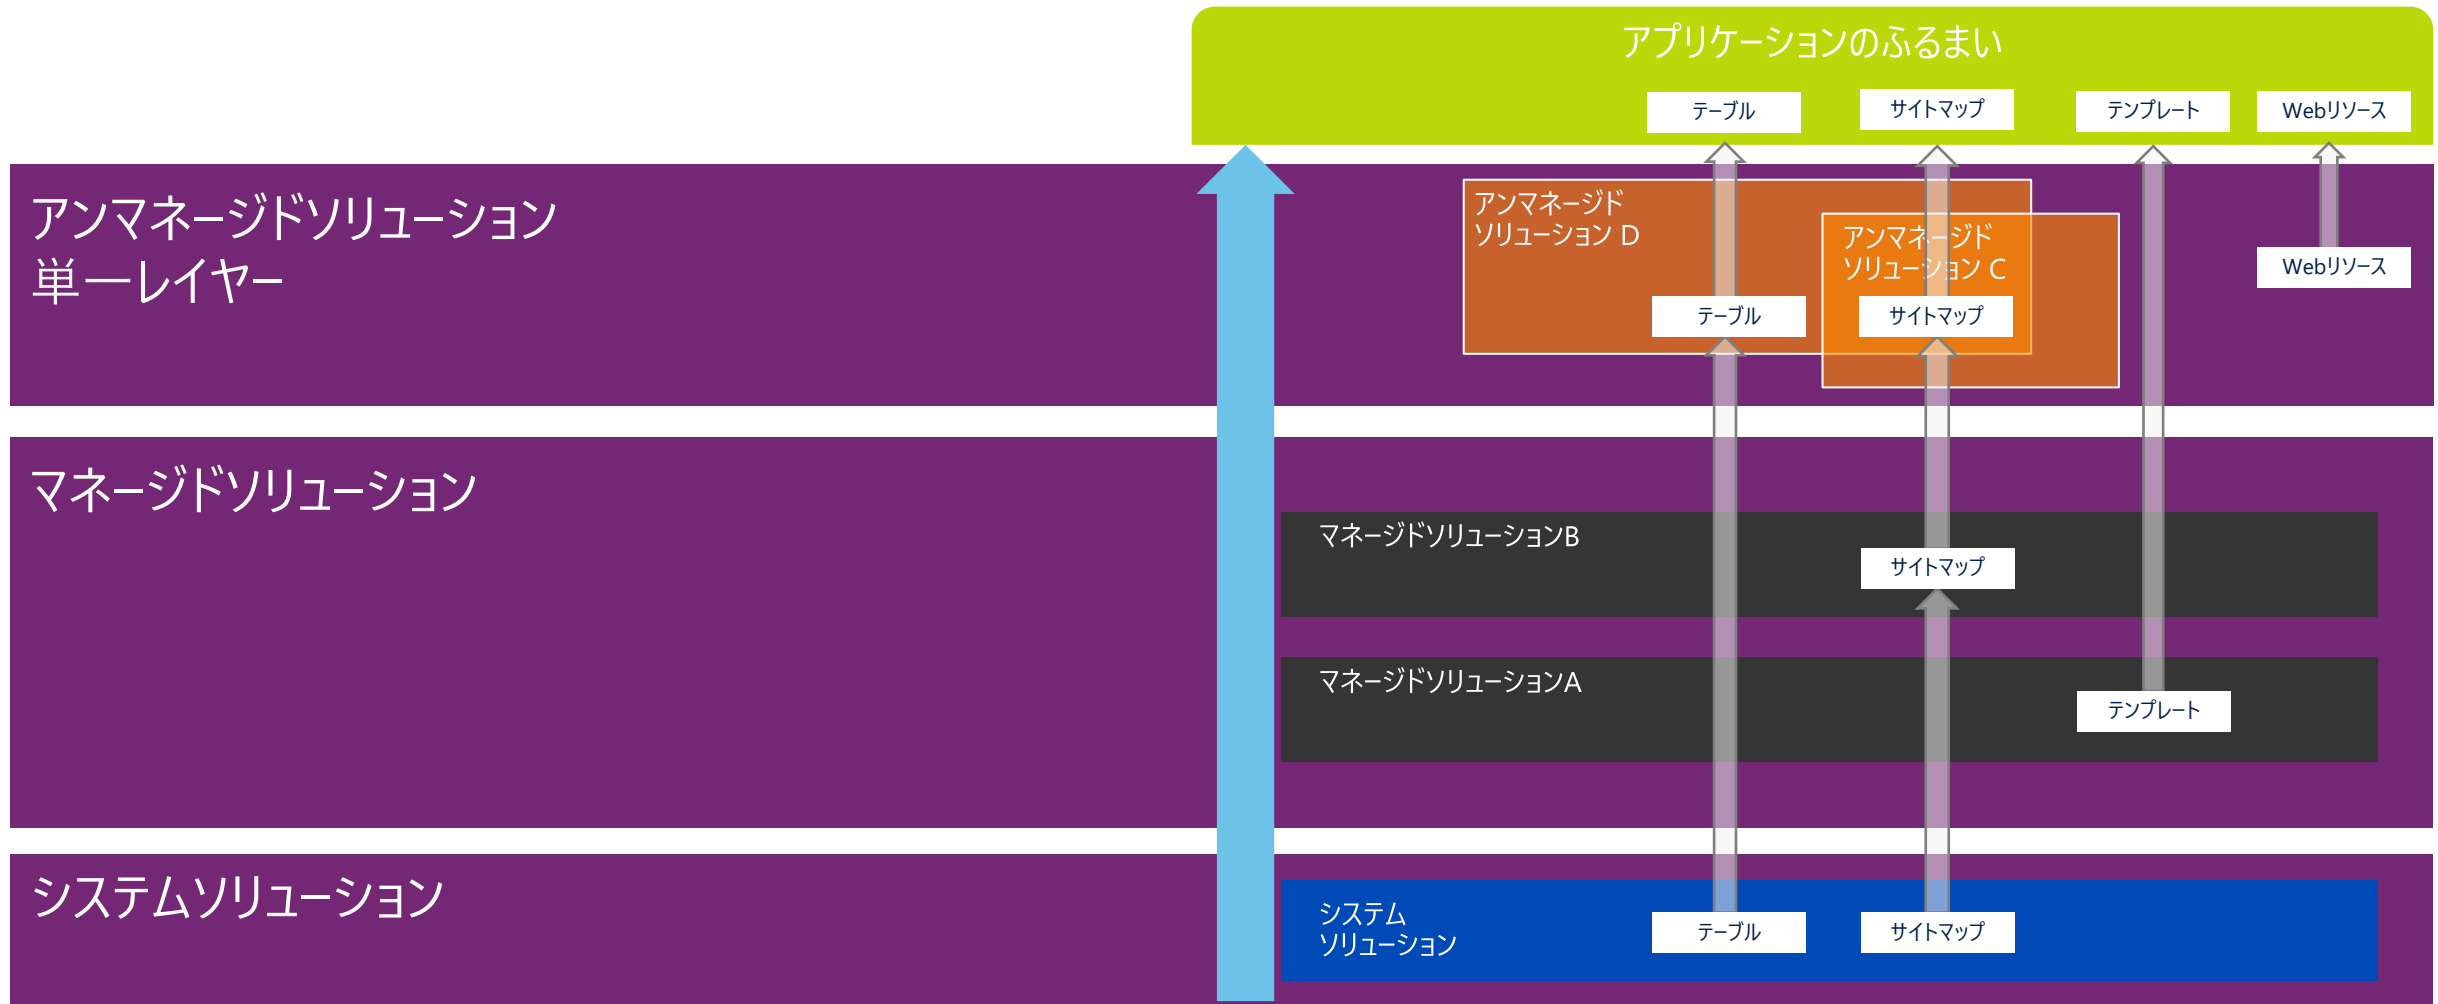 アプリケーションのふるまい
テーブル
サイトマップ
テンプレート
Webリソース
アンマネージドソリューション
単一レイヤー
アンマネージド
ソリューション D
アンマネージド
ソリューション C
Webリソース
テーブル
サイトマップ
マネージドソリューション
マネージドソリューションB
サイトマップ
マネージドソリューションA
テンプレート
システムソリューション
システム
ソリューション
テーブル
サイトマップ